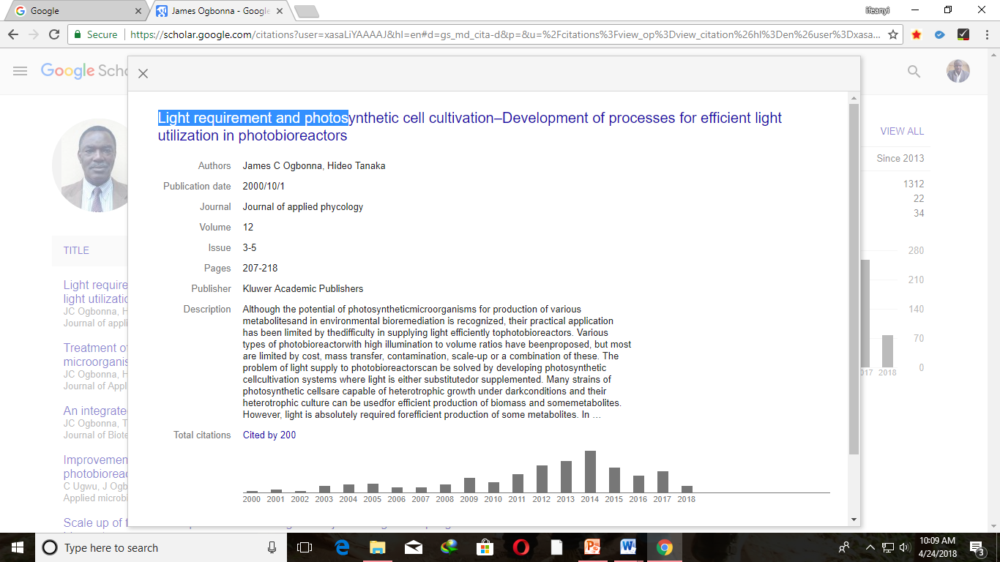 Google
James Ogbonna - Google
ifeanyi
Secure
https://scholar.google.com/citations?user=xasaLiYAAAAJ&hl=en#d=gs_md_cita-d&p=&u=%2Fcitations%3Fview_op%3Dview_citation%26hl%3Den%26user%3Dxasa...
Google Scho
Light requirement and photosynthetic cell cultivation–Development of processes for efficient light
utilization in photobioreactors
Authors James C Ogbonna, Hideo Tanaka
Publication date 2000/10/1
Journal Journal of applied phycology
Volume 12
Issue 3-5
Pages 207-218
Publisher Kluwer Academic Publishers
Description Although the potential of photosyntheticmicroorganisms for production of various
metabolitesand in environmental bioremediation is recognized, their practical application
has been limited by thedifficulty in supplying light efficiently tophotobioreactors. Various
types of photobioreactorwith high illumination to volume ratios have beenproposed, but most
are limited by cost, mass transfer, contamination, scale-up or a combination of these. The
problem of light supply to photobioreactorscan be solved by developing photosynthetic
cellcultivation systems where light is either substitutedor supplemented. Many strains of
photosynthetic cellsare capable of heterotrophic growth under darkconditions and their
heterotrophic culture can be usedfor efficient production of biomass and somemetabolites.
However, light is absolutely required forefficient production of some metabolites. In …
Total citations Cited by 200
2000 2001 2002 2003 2004 2005 2006 2007 2008 2009 2010 2011 2012 2013 2014 2015 2016 2017 2018
TITLE
Light require
light utilizatio
JC Ogbonna, H
Journal of appli
Treatment of
microorganis
JC Ogbonna, H
Journal of Appl
An integrate
JC Ogbonna, T
Journal of Biote
Improvemen
photobioreac
C Ugwu, J Ogb
Applied microbi
Scale up of
VIEW ALL
Since 2013
1312
22
34
280
210
140
70
0
017 2018
Type here to search
10:09 AM
4/24/2018
3